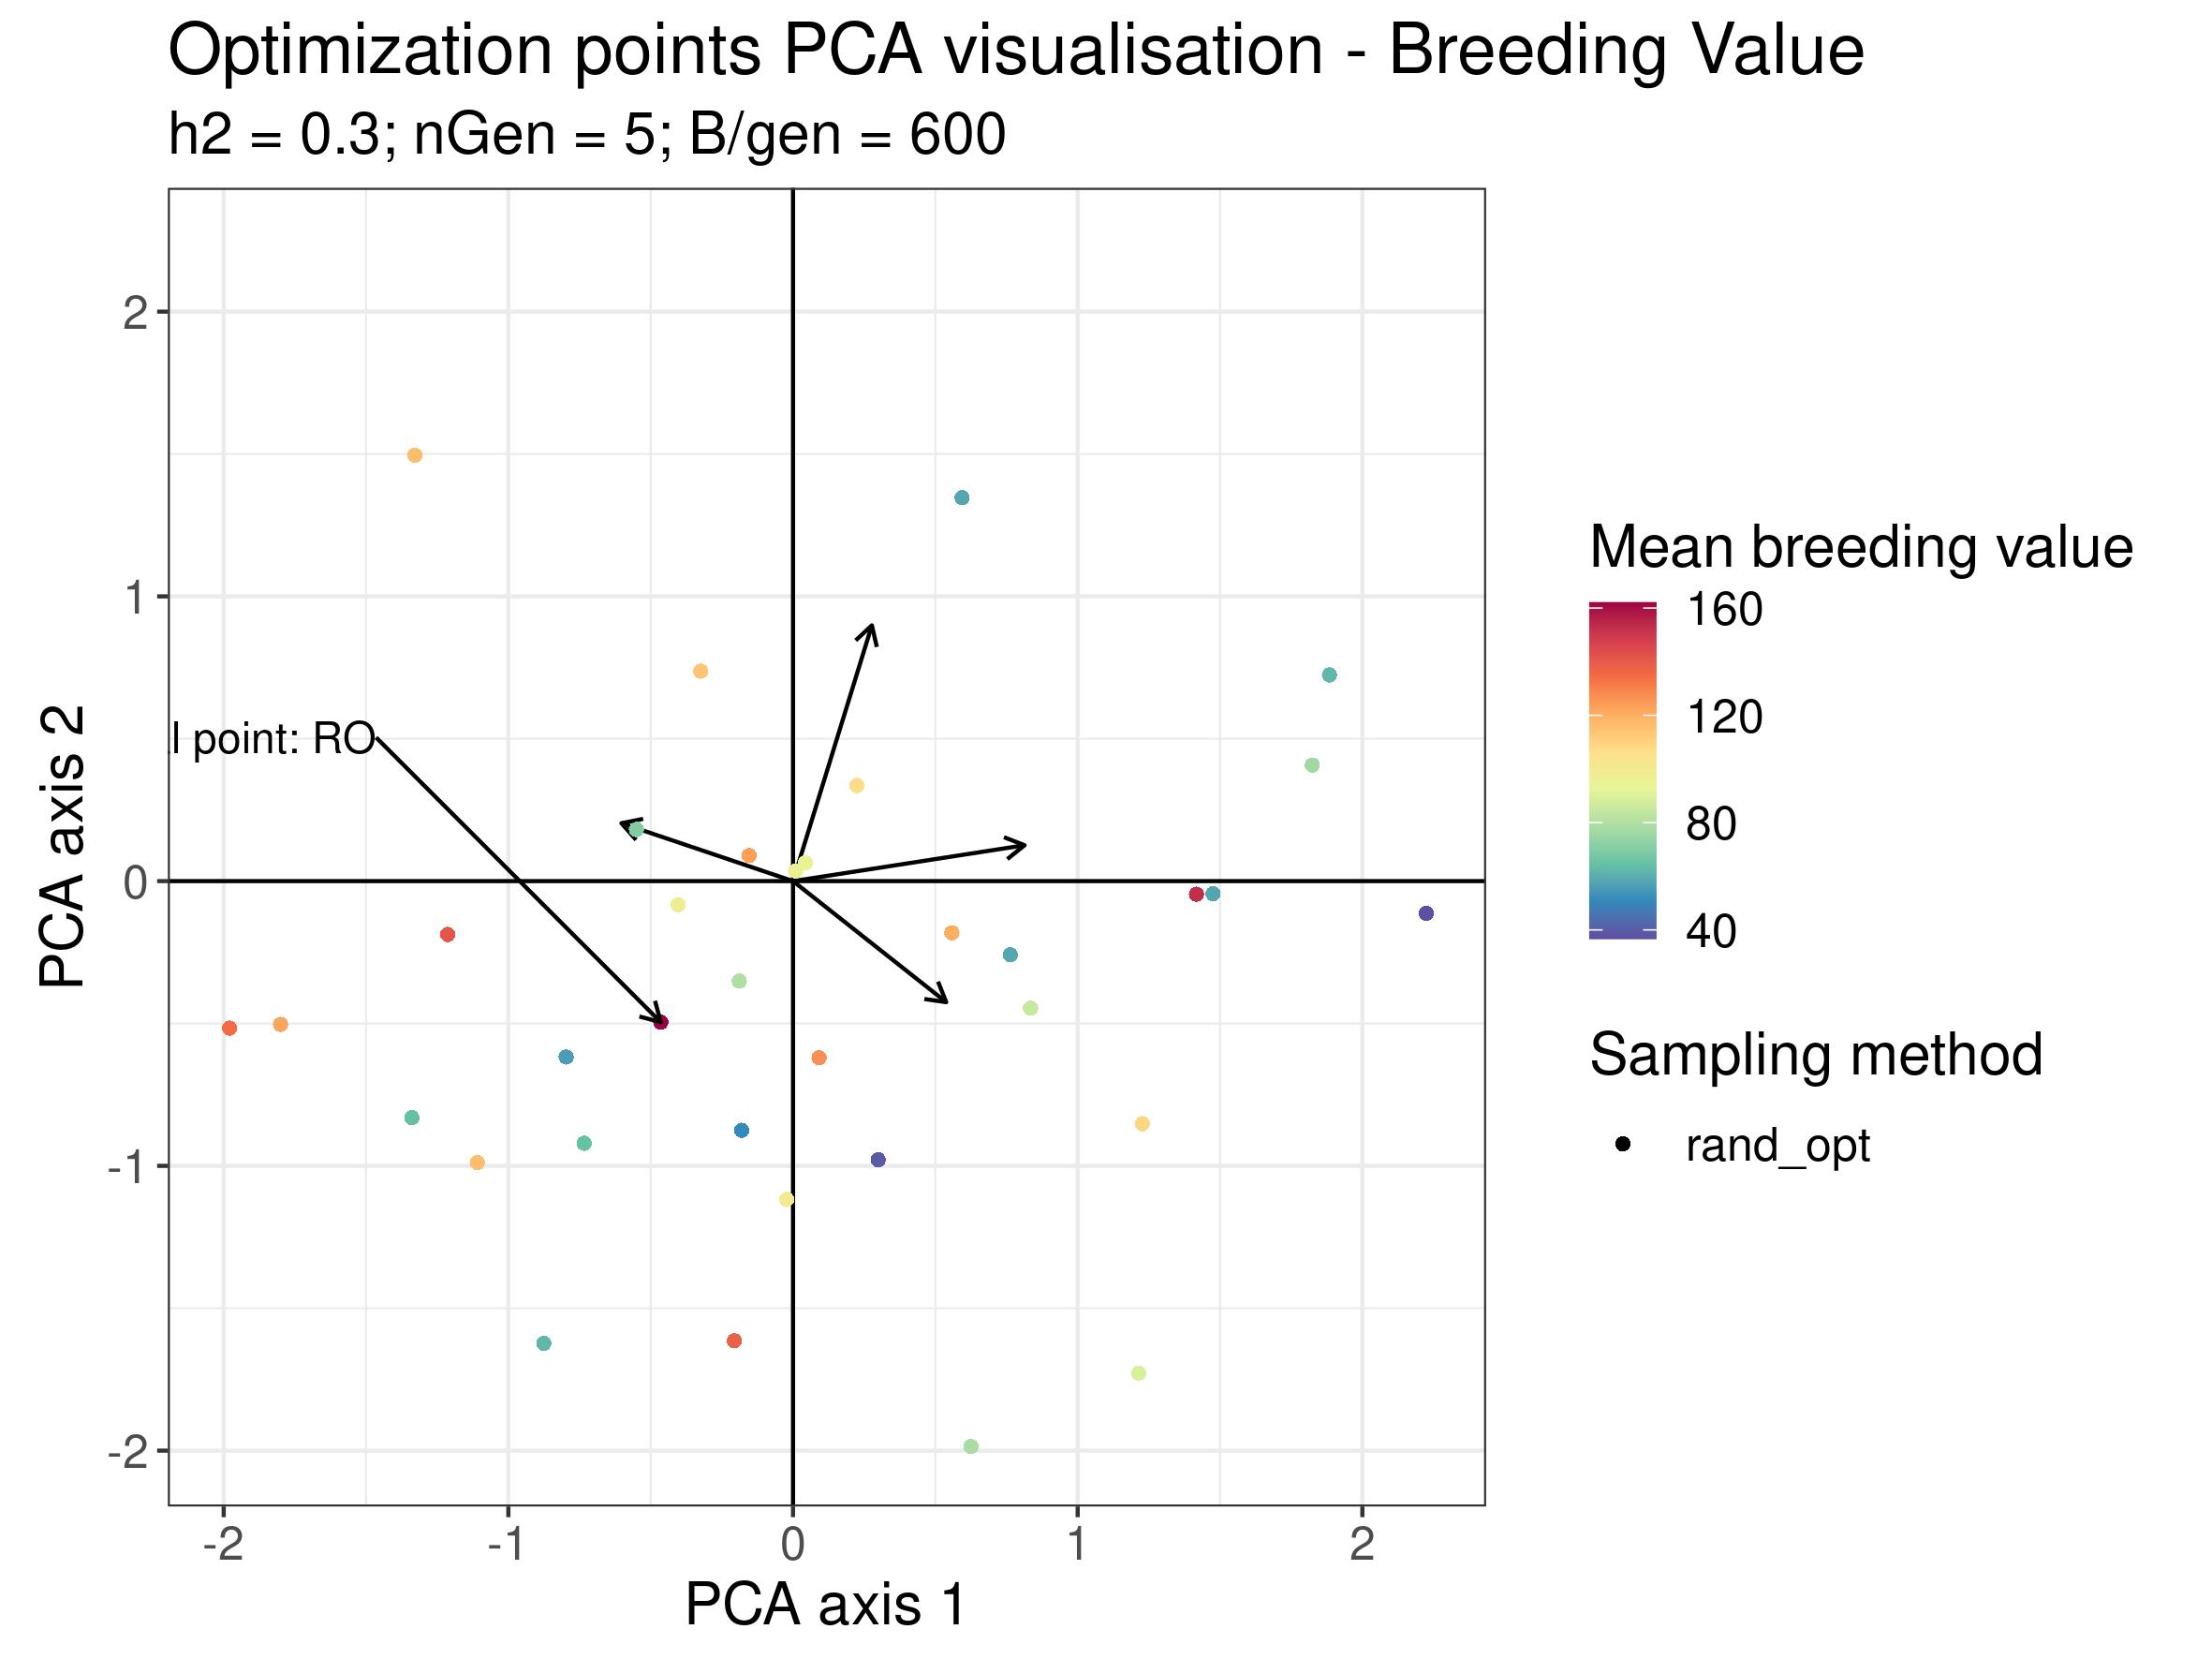 Optimization points PCA visualisation - Breeding Value
h2 = 0.3; nGen = 5; B/gen = 600
PCA axis 2
2
1
0
-1
-2
point: RO
-2
-1
0
1
2
PCA axis 1
Mean breeding value
160
120
80
40
Sampling method
rand_opt